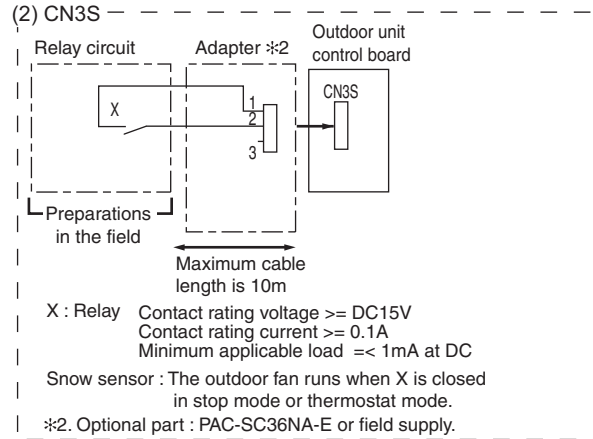 (2) CN3S
Relay circuit
Adapter ✻2
Outdoor unit
control board
CN3S
X
1
2
3
Preparations
in the field
Maximum cable
length is 10m
X : Relay
Contact rating voltage >= DC15V
Contact rating current >= 0.1A
Minimum applicable load =< 1mA at DC
Snow sensor : The outdoor fan runs when X is closed
in stop mode or thermostat mode.
✻2. Optional part : PAC-SC36NA-E or field supply.